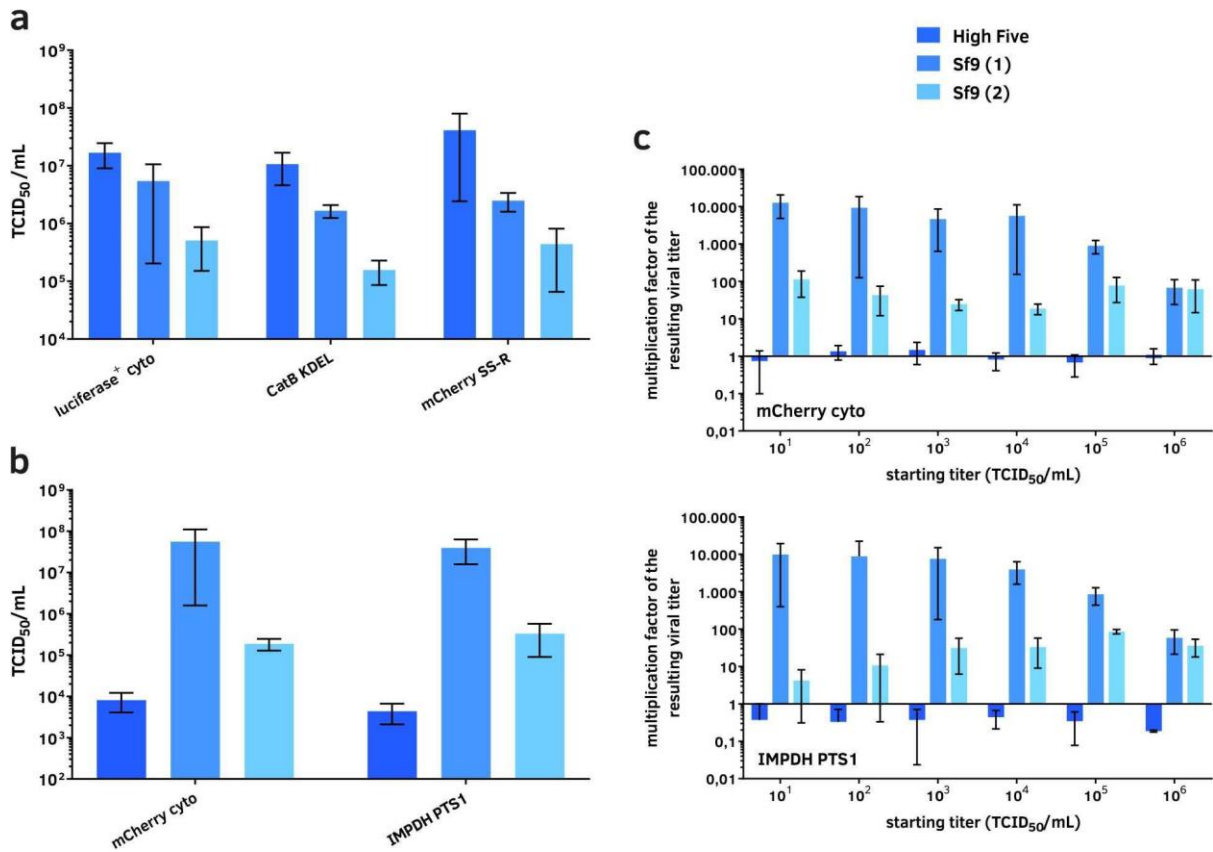 a
10⁹
10⁸
10⁷
10⁶
10⁵
10⁴
TCID₅₀/mL
luciferase⁺ cyto
CatB KDEL
mCherry SS-R
High Five
Sf9 (1)
Sf9 (2)
b
10⁹
10⁸
10⁷
10⁶
10⁵
10⁴
10³
10²
TCID₅₀/mL
mCherry cyto
IMPDH PTS1
c
multiplication factor of the
resulting viral titer
100.000
10.000
1.000
100
10
1
0,1
0,01
mCherry cyto
10¹ 10² 10³ 10⁴ 10⁵ 10⁶
starting titer (TCID₅₀/mL)
multiplication factor of the
resulting viral titer
100.000
10.000
1.000
100
10
1
0,1
0,01
IMPDH PTS1
10¹ 10² 10³ 10⁴ 10⁵ 10⁶
starting titer (TCID₅₀/mL)